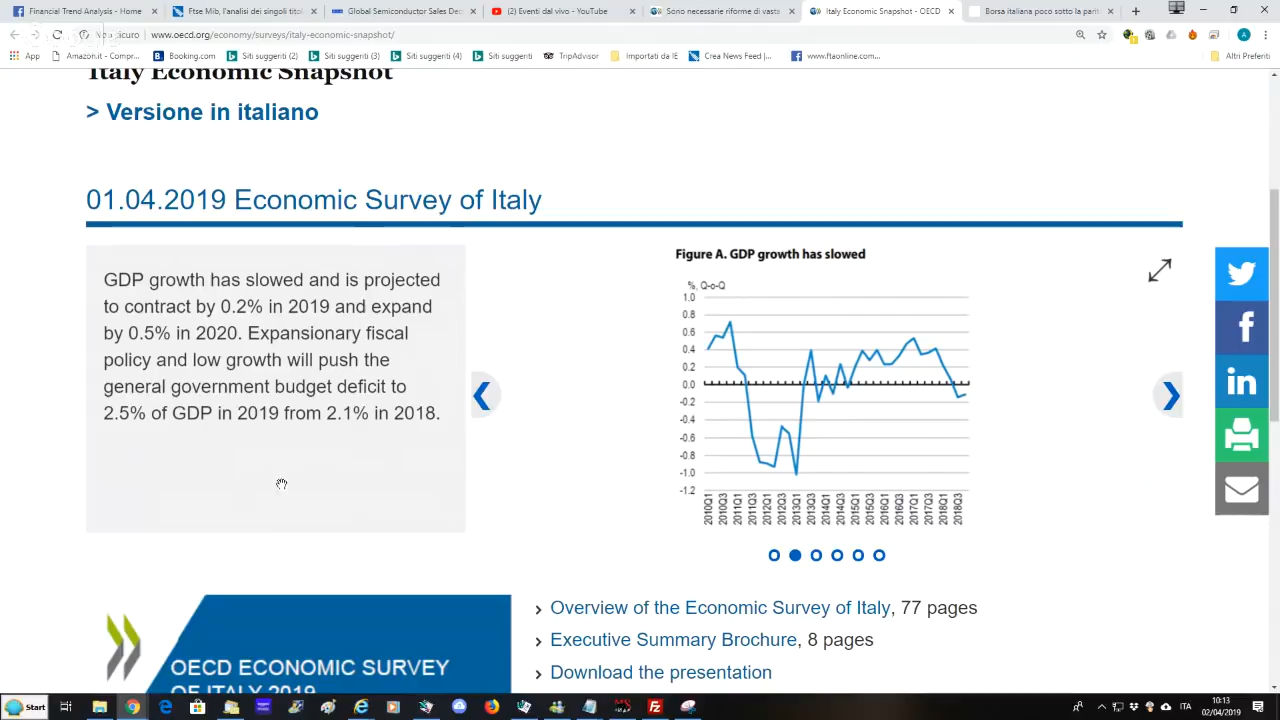 Financial Trend Analysis - Home
Ftse Mib, l'analisi dei singoli tito
Global Semiconductor Sales Dec
(2) Eventi dal vivo - YouTube
Sono necessarie riforme di vasto
Italy Economic Snapshot - OECD
Borsa italiana poco sotto la parit
sicuro | www.oecd.org/economy/surveys/italy-economic-snapshot/
App
Amazon.it - Compr...
Booking.com
Siti suggeriti (2)
Siti suggeriti (3)
Siti suggeriti (4)
Siti suggeriti
TripAdvisor
Importati da IE
Crea News Feed |...
www.ftaonline.com...
Altri Preferiti
Italy Economic Snapshot
> Versione in italiano
01.04.2019 Economic Survey of Italy
GDP growth has slowed and is projected
to contract by 0.2% in 2019 and expand
by 0.5% in 2020. Expansionary fiscal
policy and low growth will push the
general government budget deficit to
2.5% of GDP in 2019 from 2.1% in 2018.
Figure A. GDP growth has slowed
%, Q-o-Q
1.0
0.8
0.6
0.4
0.2
0.0
-0.2
-0.4
-0.6
-0.8
-1.0
-1.2
2010Q1
2010Q3
2011Q1
2011Q3
2012Q1
2012Q3
2013Q1
2013Q3
2014Q1
2014Q3
2015Q1
2015Q3
2016Q1
2016Q3
2017Q1
2017Q3
2018Q1
2018Q3
Overview of the Economic Survey of Italy, 77 pages
Executive Summary Brochure, 8 pages
Download the presentation
OECD ECONOMIC SURVEY
OF ITALY 2019
Start
ITA
10:13
02/04/2019